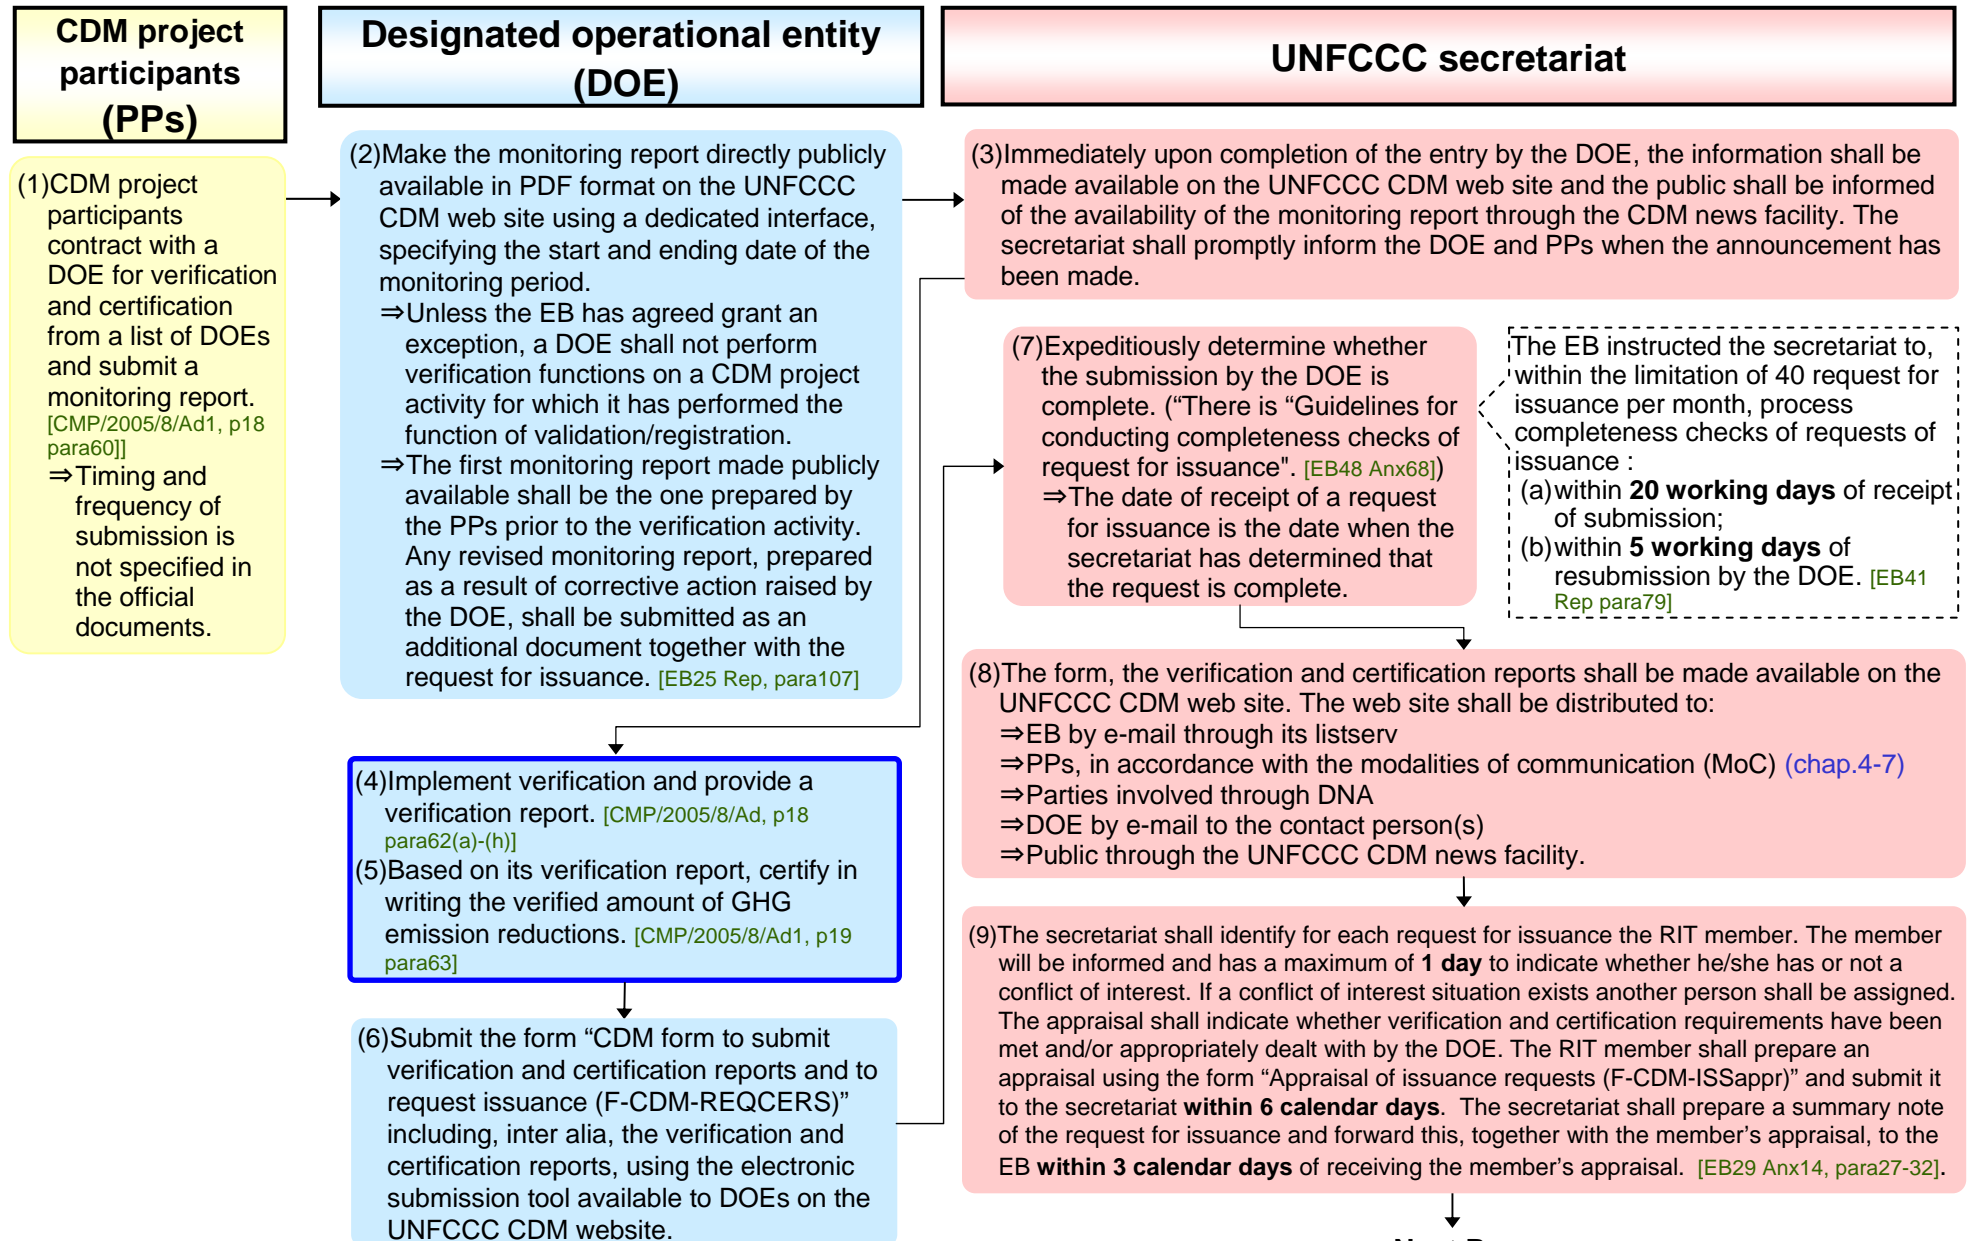 CDM project
participants
(PPs)
Designated operational entity
(DOE)
UNFCCC secretariat
(1)CDM project
participants
contract with a
DOE for verification
and certification
from a list of DOEs
and submit a
monitoring report.
[CMP/2005/8/Ad1, p18
para60]]
⇒Timing and
frequency of
submission is
not specified in
the official
documents.
(2)Make the monitoring report directly publicly
available in PDF format on the UNFCCC
CDM web site using a dedicated interface,
specifying the start and ending date of the
monitoring period.
⇒Unless the EB has agreed grant an
exception, a DOE shall not perform
verification functions on a CDM project
activity for which it has performed the
function of validation/registration.
⇒The first monitoring report made publicly
available shall be the one prepared by
the PPs prior to the verification activity.
Any revised monitoring report, prepared
as a result of corrective action raised by
the DOE, shall be submitted as an
additional document together with the
request for issuance. [EB25 Rep, para107]
(3)Immediately upon completion of the entry by the DOE, the information shall be
made available on the UNFCCC CDM web site and the public shall be informed
of the availability of the monitoring report through the CDM news facility. The
secretariat shall promptly inform the DOE and PPs when the announcement has
been made.
(4)Implement verification and provide a
verification report. [CMP/2005/8/Ad, p18
para62(a)-(h)]
(5)Based on its verification report, certify in
writing the verified amount of GHG
emission reductions. [CMP/2005/8/Ad1, p19
para63]
(6)Submit the form “CDM form to submit
verification and certification reports and to
request issuance (F-CDM-REQCERS)”
including, inter alia, the verification and
certification reports, using the electronic
submission tool available to DOEs on the
UNFCCC CDM website.
(7)Expeditiously determine whether
the submission by the DOE is
complete. (“There is “Guidelines for
conducting completeness checks of
request for issuance". [EB48 Anx68])
⇒The date of receipt of a request
for issuance is the date when the
secretariat has determined that
the request is complete.
The EB instructed the secretariat to,
within the limitation of 40 request for
issuance per month, process
completeness checks of requests of
issuance :
(a)within 20 working days of receipt
of submission;
(b)within 5 working days of
resubmission by the DOE. [EB41
Rep para79]
(8)The form, the verification and certification reports shall be made available on the
UNFCCC CDM web site. The web site shall be distributed to:
⇒EB by e-mail through its listserv
⇒PPs, in accordance with the modalities of communication (MoC) (chap.4-7)
⇒Parties involved through DNA
⇒DOE by e-mail to the contact person(s)
⇒Public through the UNFCCC CDM news facility.
(9)The secretariat shall identify for each request for issuance the RIT member. The member
will be informed and has a maximum of 1 day to indicate whether he/she has or not a
conflict of interest. If a conflict of interest situation exists another person shall be assigned.
The appraisal shall indicate whether verification and certification requirements have been
met and/or appropriately dealt with by the DOE. The RIT member shall prepare an
appraisal using the form “Appraisal of issuance requests (F-CDM-ISSappr)” and submit it
to the secretariat within 6 calendar days. The secretariat shall prepare a summary note
of the request for issuance and forward this, together with the member’s appraisal, to the
EB within 3 calendar days of receiving the member’s appraisal. [EB29 Anx14, para27-32].